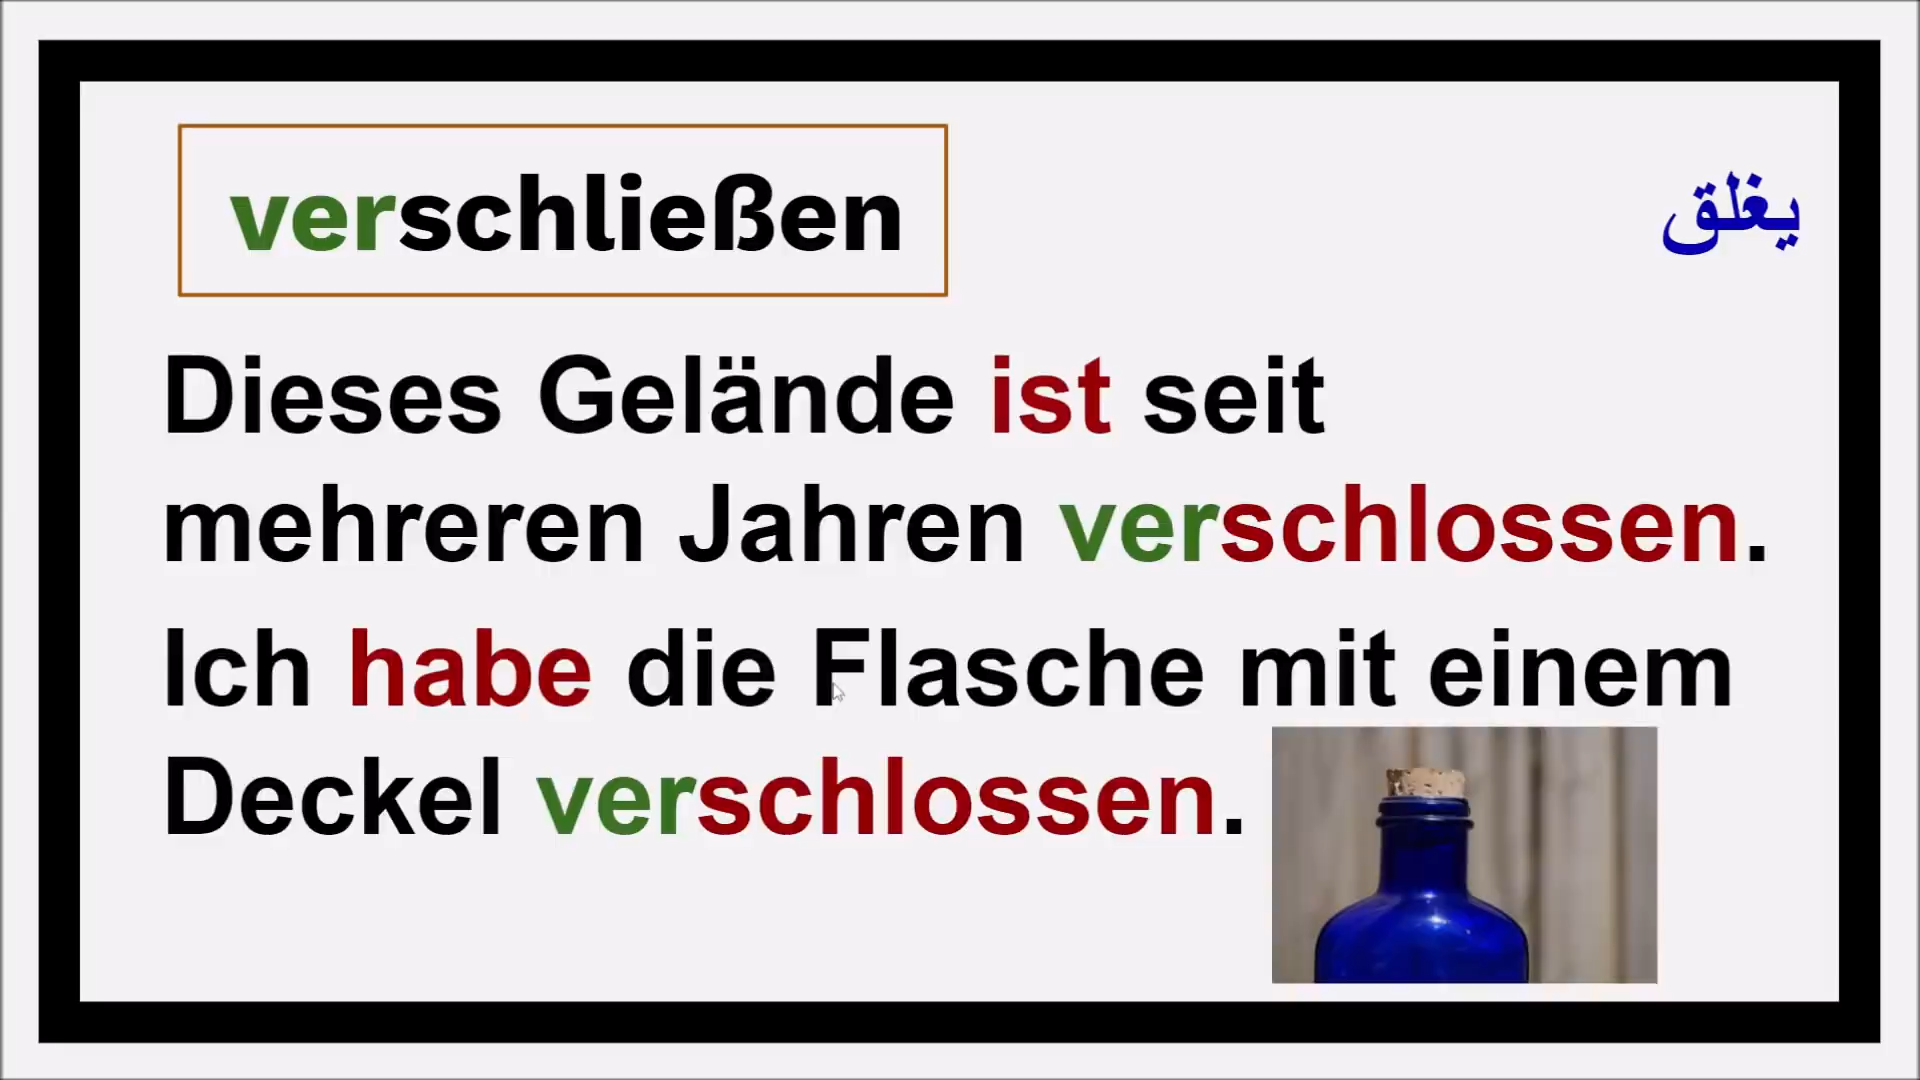 verschließen
يغلق
Dieses Gelände ist seit
mehreren Jahren verschlossen.
Ich habe die Flasche mit einem
Deckel verschlossen.